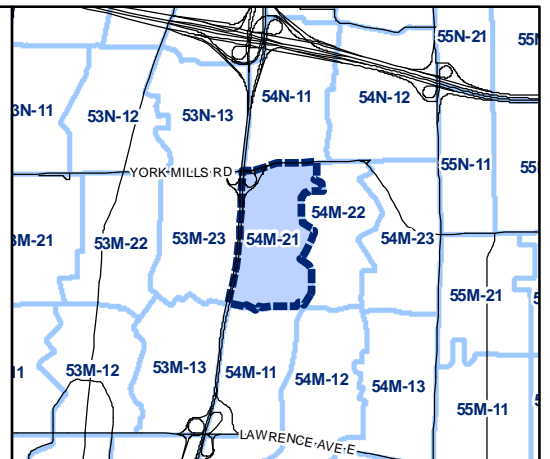 55N-21
55N
3N-11
53N-12
53N-13
54N-11
54N-12
55N-11
YORK MILLS RD
3M-21
53M-22
53M-23
54M-21
54M-22
54M-23
55M-21
53M-12
53M-13
54M-11
54M-12
54M-13
55M-11
LAWRENCE AVE E